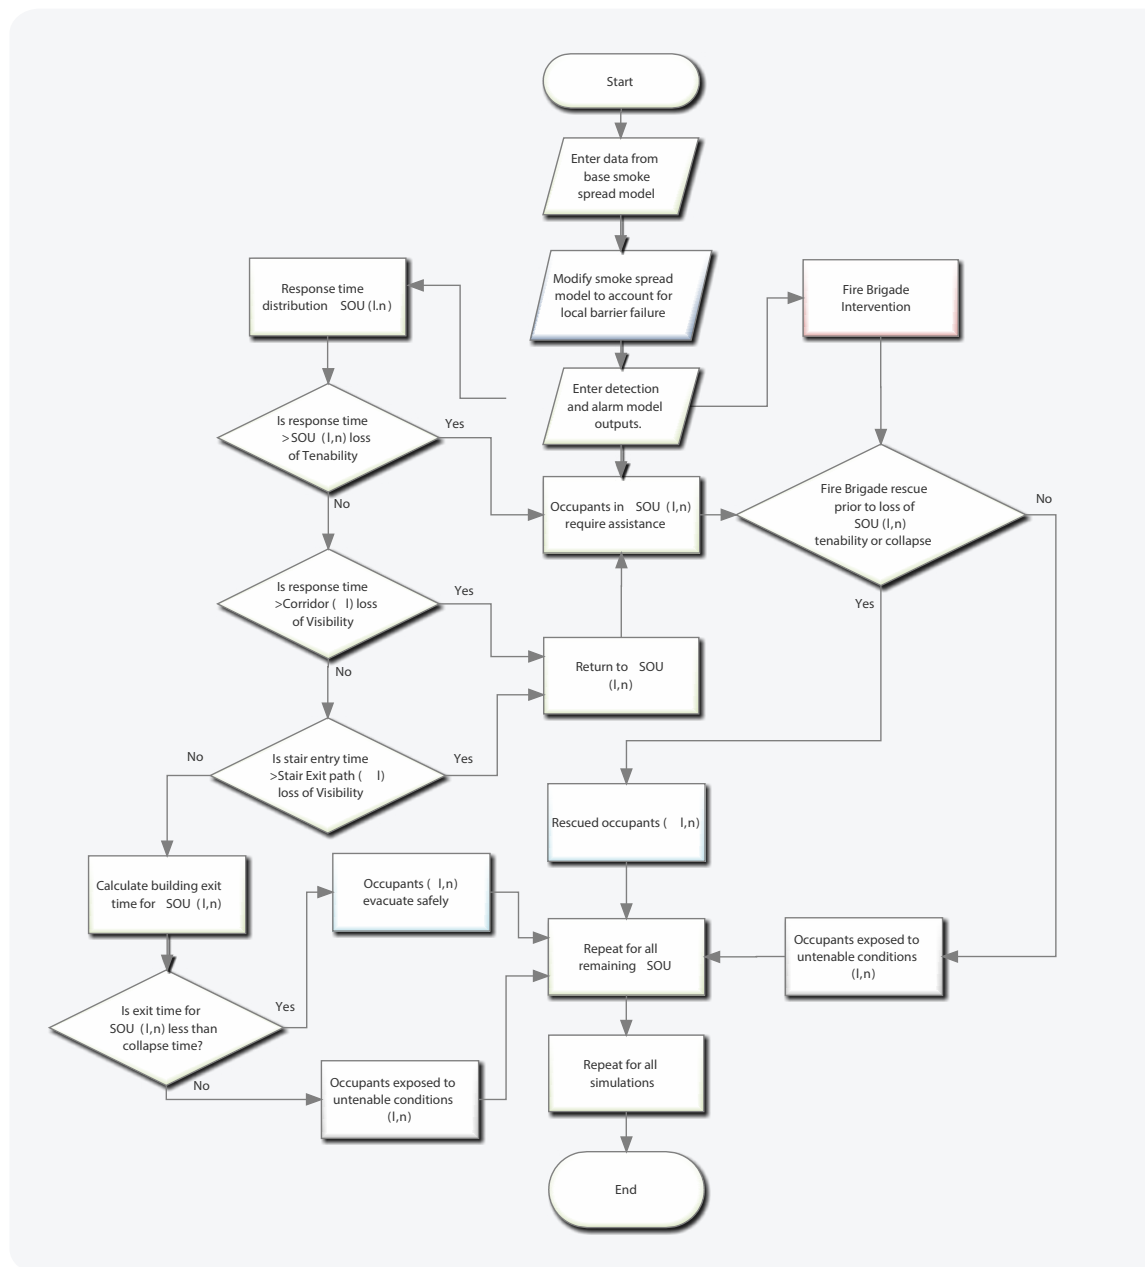 Start
Enter data from
base smoke
spread model
Modify smoke spread
model to account for
local barrier failure
Response time
distribution SOU (l.n)
Fire Brigade
Intervention
Enter detection
and alarm model
outputs.
Is response time
>SOU (l,n) loss
of Tenability
Yes
No
Occupants in SOU (l,n)
require assistance
Fire Brigade rescue
prior to loss of
SOU (l,n)
tenability or collapse
No
Yes
Is response time
>Corridor ( l) loss
of Visibility
Yes
No
Return to SOU
(l,n)
Is stair entry time
>Stair Exit path ( l)
loss of Visibility
No
Yes
Rescued occupants ( l,n)
Calculate building exit
time for SOU (l,n)
Occupants ( l,n)
evacuate safely
Repeat for all
remaining SOU
Occupants exposed to
untenable conditions
(l,n)
Is exit time for
SOU (l,n) less than
collapse time?
Yes
No
Occupants exposed to
untenable conditions
(l,n)
Repeat for all
simulations
End